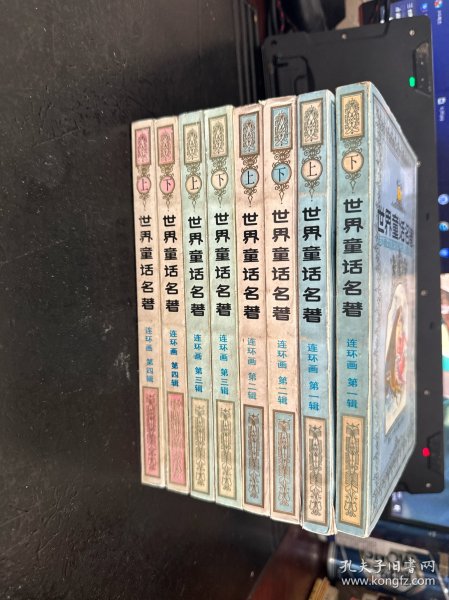 上
世界童话名著
连环画 第四辑
下
世界童话名著
连环画 第四辑
上
世界童话名著
连环画 第三辑
下
世界童话名著
连环画 第三辑
上
世界童话名著
连环画 第二辑
下
世界童话名著
连环画 第二辑
上
世界童话名著
连环画 第一辑
下
世界童话名著
连环画 第一辑
世界童话名著
孔夫子旧书网
www.kongfz.com